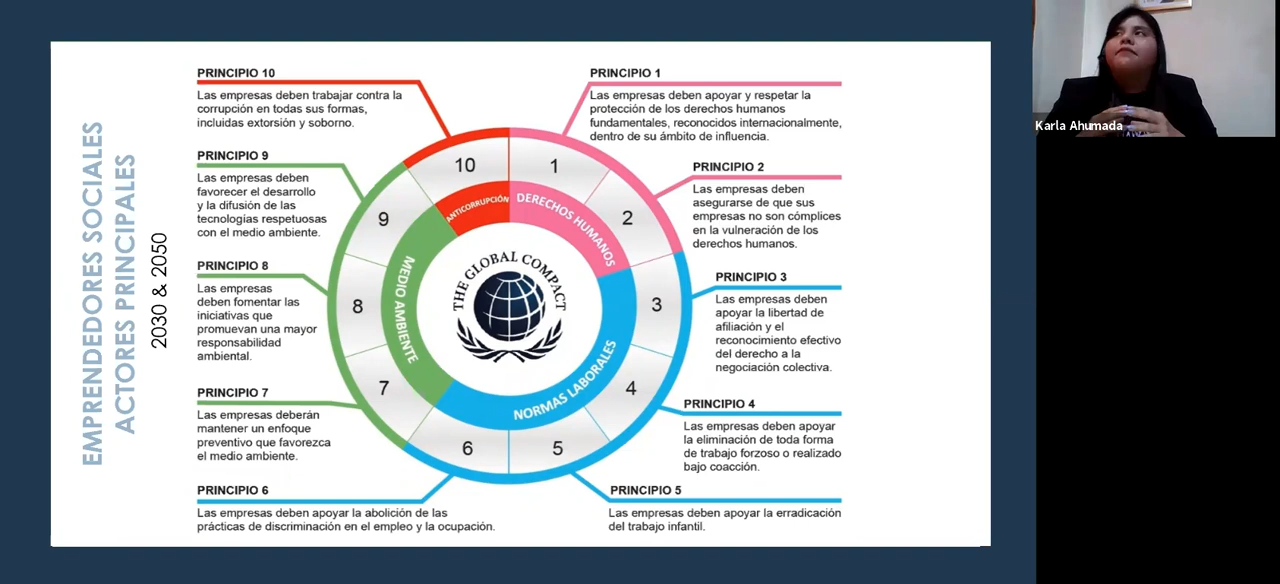 EMPRENDEDORES SOCIALES
ACTORES PRINCIPALES
2030 & 2050
PRINCIPIO 10
Las empresas deben trabajar contra la
corrupción en todas sus formas,
incluidas extorsión y soborno.
PRINCIPIO 9
Las empresas deben
favorecer el desarrollo
y la difusión de las
tecnologías respetuosas
con el medio ambiente.
PRINCIPIO 8
Las empresas
deben fomentar las
iniciativas que
promuevan una mayor
responsabilidad
ambiental.
PRINCIPIO 7
Las empresas deberán
mantener un enfoque
preventivo que favorezca
el medio ambiente.
PRINCIPIO 6
Las empresas deben apoyar la abolición de las
prácticas de discriminación en el empleo y la ocupación.
10
1
9
2
8
3
7
4
6
5
ANTICORRUPCIÓN
DERECHOS HUMANOS
MEDIO AMBIENTE
NORMAS LABORALES
THE GLOBAL COMPACT
PRINCIPIO 1
Las empresas deben apoyar y respetar la
protección de los derechos humanos
fundamentales, reconocidos internacionalmente,
dentro de su ámbito de influencia.
PRINCIPIO 2
Las empresas deben
asegurarse de que sus
empresas no son cómplices
en la vulneración de los
derechos humanos.
PRINCIPIO 3
Las empresas deben
apoyar la libertad de
afiliación y el
reconocimiento efectivo
del derecho a la
negociación colectiva.
PRINCIPIO 4
Las empresas deben apoyar
la eliminación de toda forma
de trabajo forzoso o realizado
bajo coacción.
PRINCIPIO 5
Las empresas deben apoyar la erradicación
del trabajo infantil.
Karla Ahumada